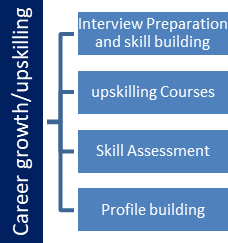 Career growth/upskilling
Interview Preparation
and skill building
upskilling Courses
Skill Assessment
Profile building